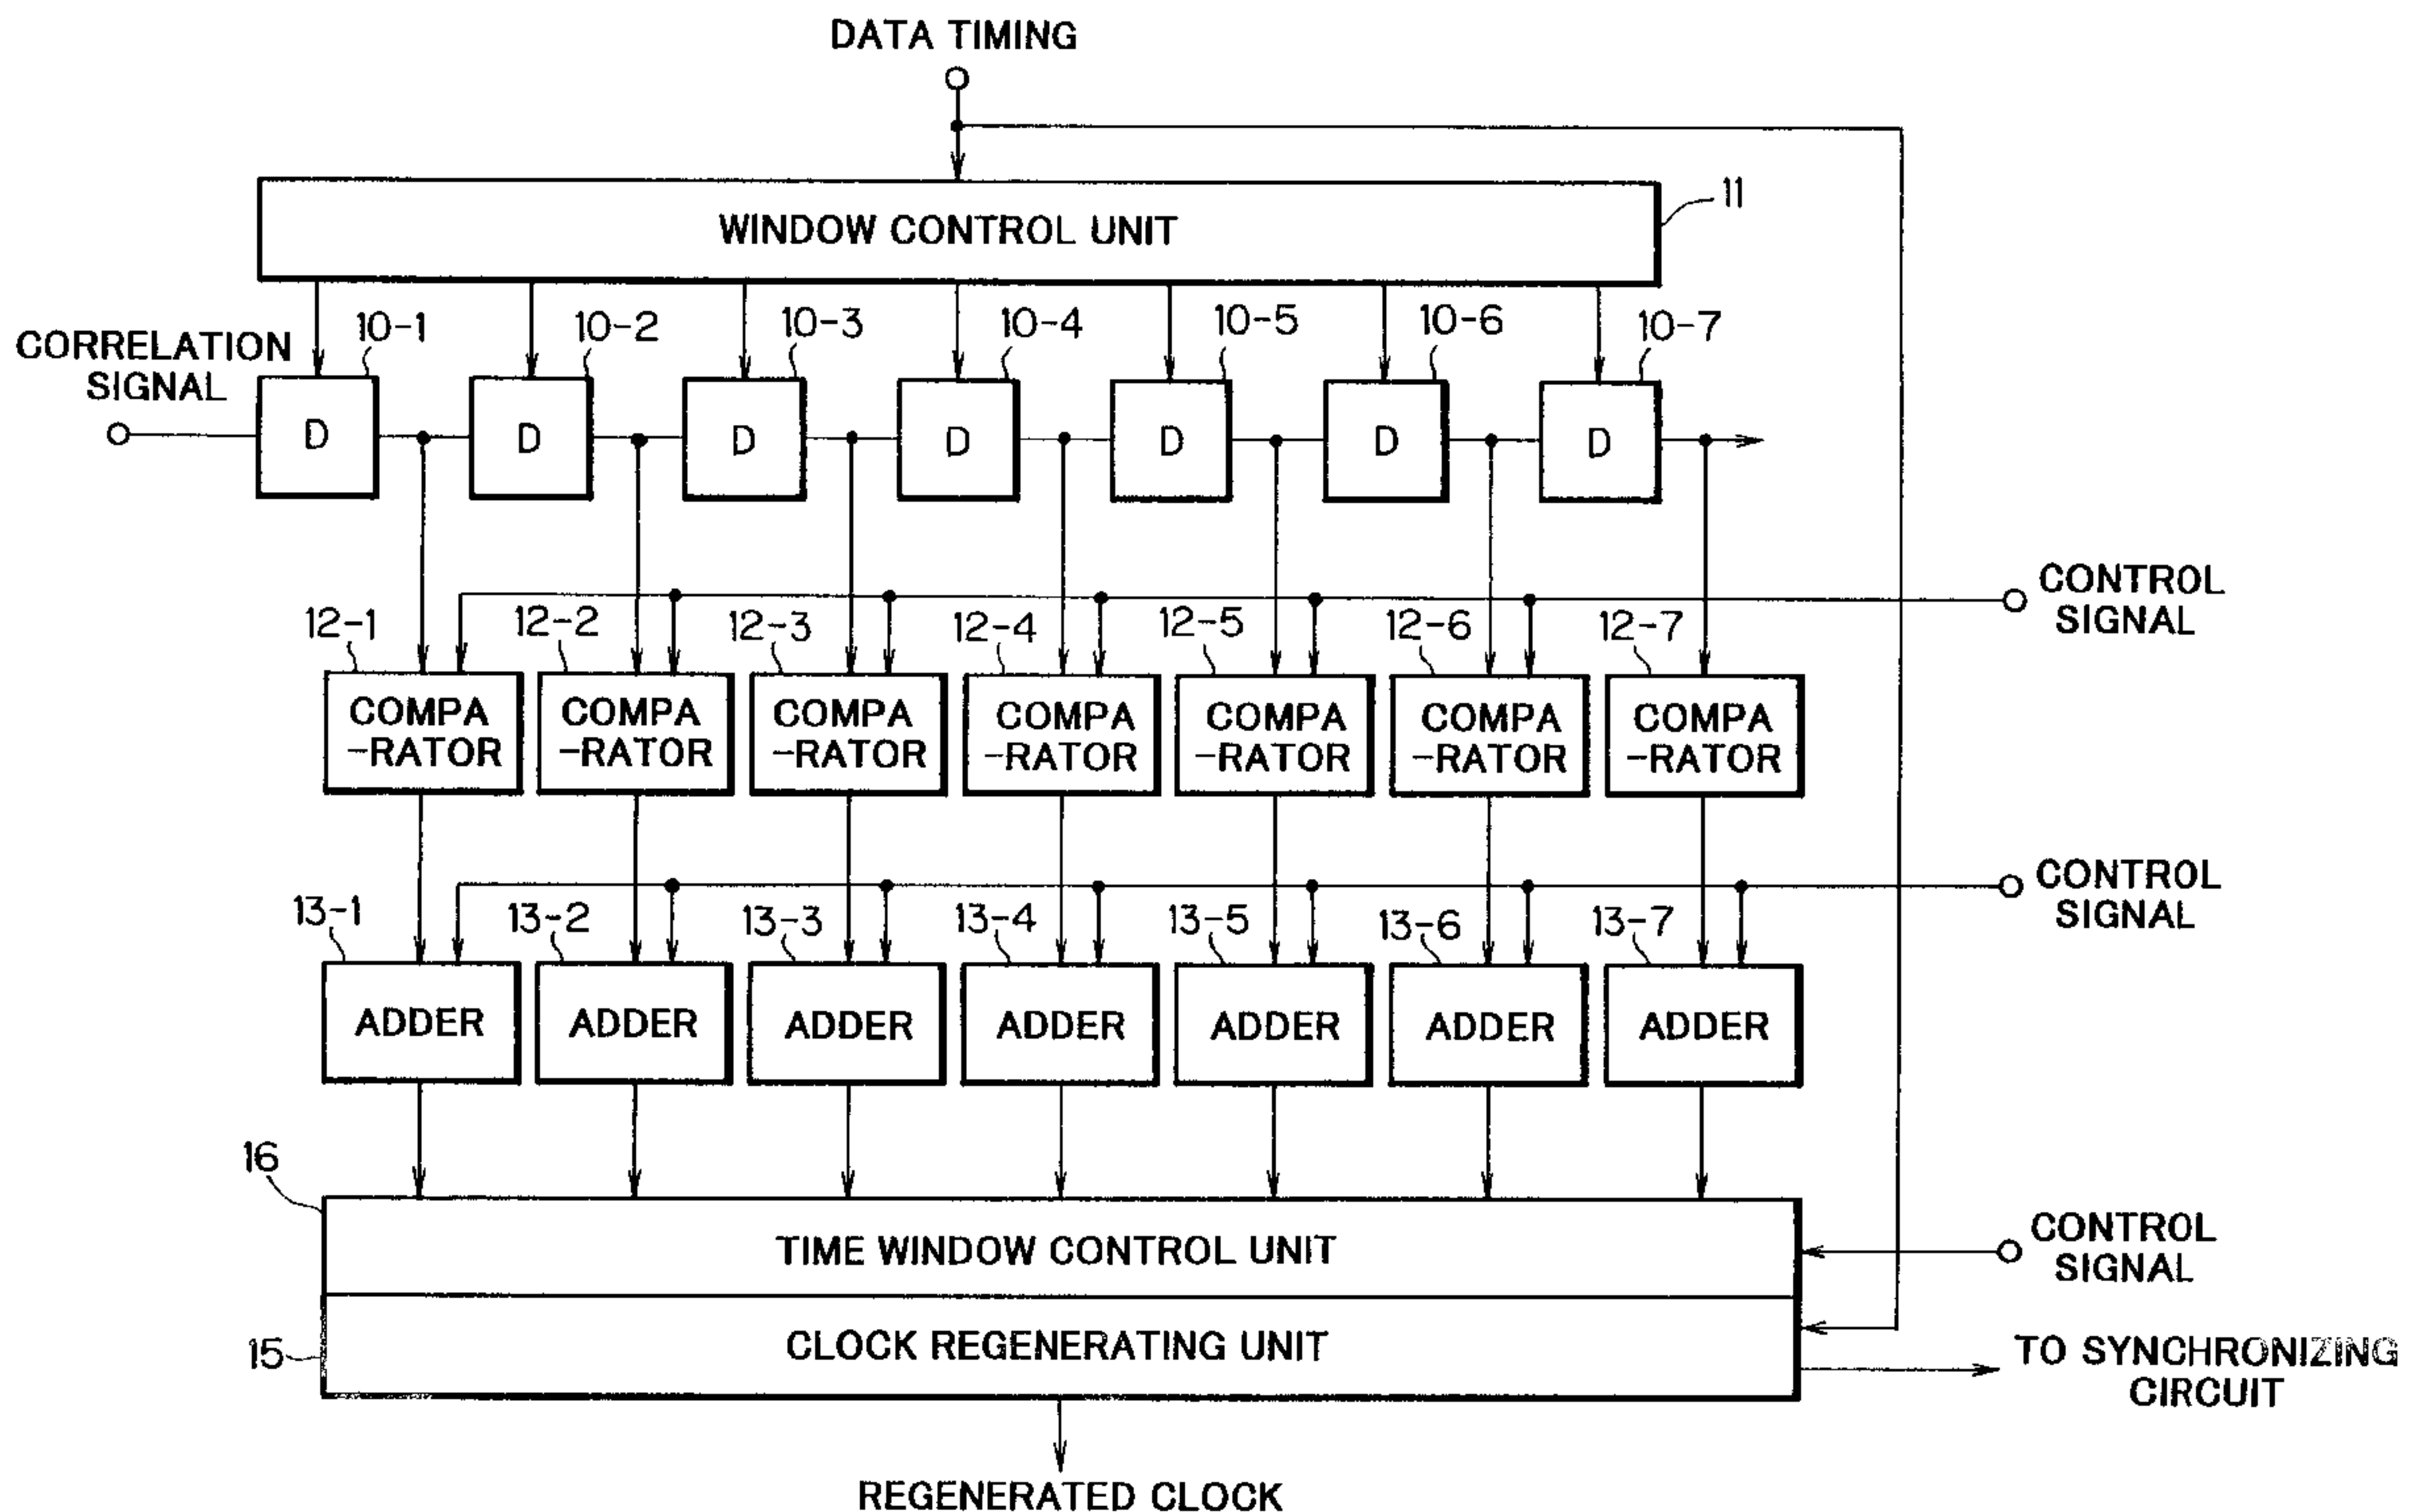 DATA TIMING
11
WINDOW CONTROL UNIT
CORRELATION
SIGNAL
10-1
10-2
10-3
10-4
10-5
10-6
10-7
D
D
D
D
D
D
D
CONTROL
SIGNAL
12-1
12-2
12-3
12-4
12-5
12-6
12-7
COMPA
-RATOR
COMPA
-RATOR
COMPA
-RATOR
COMPA
-RATOR
COMPA
-RATOR
COMPA
-RATOR
COMPA
-RATOR
CONTROL
SIGNAL
13-1
13-2
13-3
13-4
13-5
13-6
13-7
ADDER
ADDER
ADDER
ADDER
ADDER
ADDER
ADDER
16
TIME WINDOW CONTROL UNIT
CONTROL
SIGNAL
15
CLOCK REGENERATING UNIT
TO SYNCHRONIZING
CIRCUIT
REGENERATED CLOCK